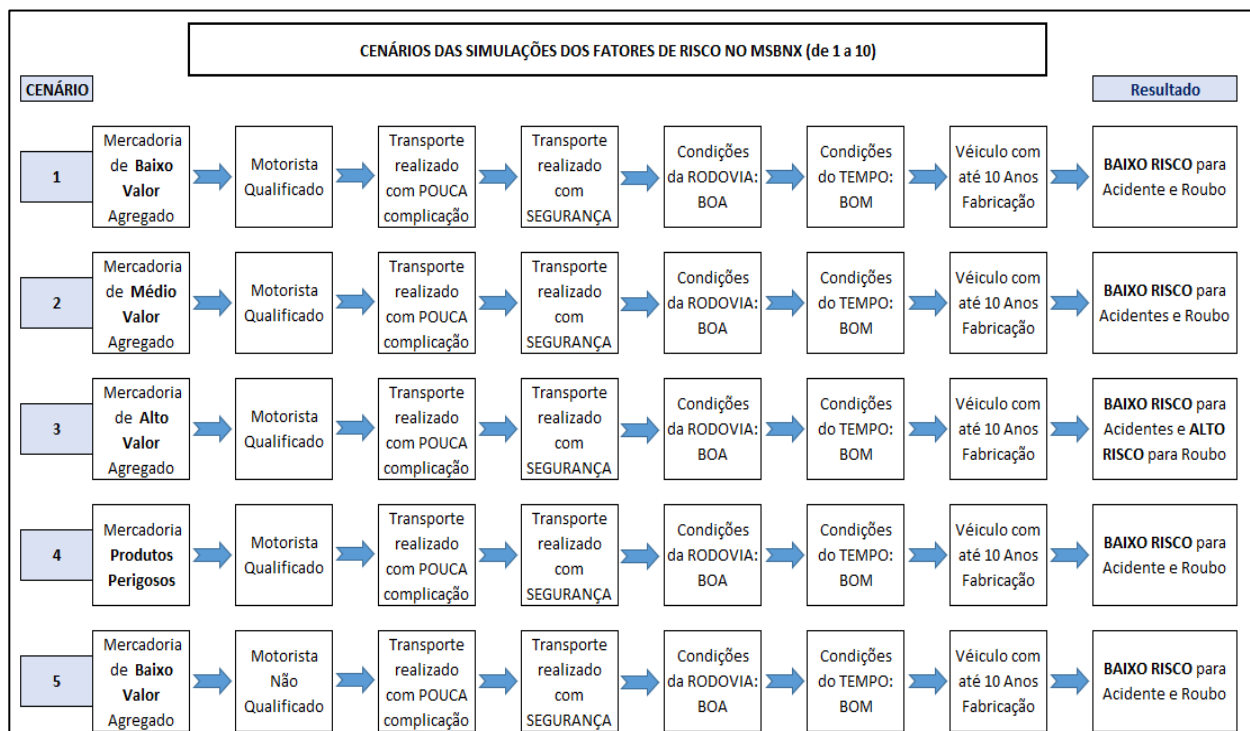 CENÁRIOS DAS SIMULAÇÕES DOS FATORES DE RISCO NO MSBNX (de 1 a 10)
CENÁRIO
Resultado
1
Mercadoria
de Baixo
Valor
Agregado
Motorista
Qualificado
Transporte
realizado
com POUCA
complicação
Transporte
realizado
com
SEGURANÇA
Condições
da RODOVIA:
BOA
Condições
do TEMPO:
BOM
Véiculo com
até 10 Anos
Fabricação
BAIXO RISCO para
Acidente e Roubo
2
Mercadoria
de Médio
Valor
Agregado
Motorista
Qualificado
Transporte
realizado
com POUCA
complicação
Transporte
realizado
com
SEGURANÇA
Condições
da RODOVIA:
BOA
Condições
do TEMPO:
BOM
Véiculo com
até 10 Anos
Fabricação
BAIXO RISCO para
Acidentes e Roubo
3
Mercadoria
de Alto
Valor
Agregado
Motorista
Qualificado
Transporte
realizado
com POUCA
complicação
Transporte
realizado
com
SEGURANÇA
Condições
da RODOVIA:
BOA
Condições
do TEMPO:
BOM
Véiculo com
até 10 Anos
Fabricação
BAIXO RISCO para
Acidentes e ALTO
RISCO para Roubo
4
Mercadoria
Produtos
Perigosos
Motorista
Qualificado
Transporte
realizado
com POUCA
complicação
Transporte
realizado
com
SEGURANÇA
Condições
da RODOVIA:
BOA
Condições
do TEMPO:
BOM
Véiculo com
até 10 Anos
Fabricação
BAIXO RISCO para
Acidente e Roubo
5
Mercadoria
de Baixo
Valor
Agregado
Motorista
Não
Qualificado
Transporte
realizado
com POUCA
complicação
Transporte
realizado
com
SEGURANÇA
Condições
da RODOVIA:
BOA
Condições
do TEMPO:
BOM
Véiculo com
até 10 Anos
Fabricação
BAIXO RISCO para
Acidente e Roubo